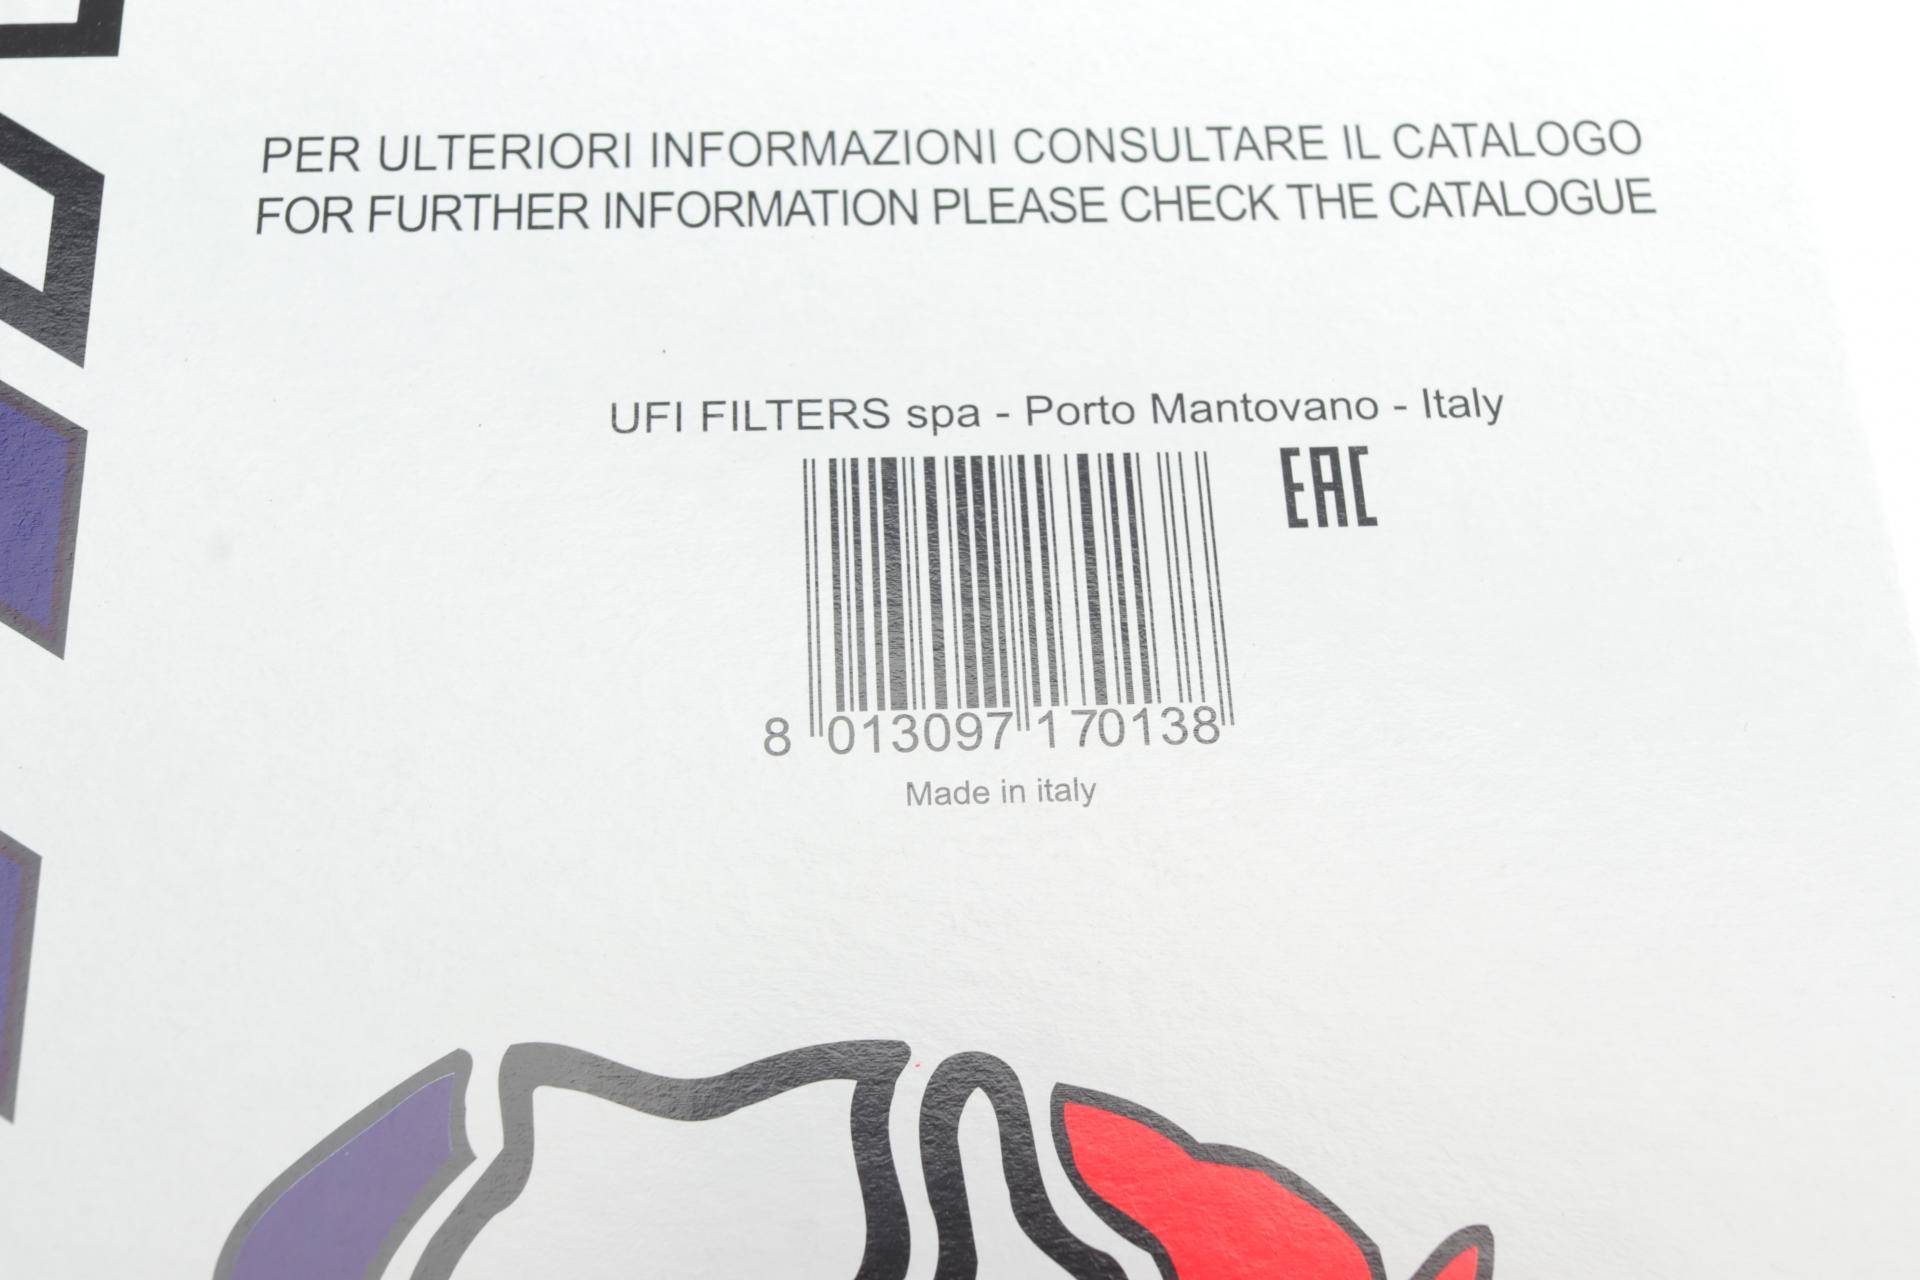 PER ULTERIORI INFORMAZIONI CONSULTARE IL CATALOGO
FOR FURTHER INFORMATION PLEASE CHECK THE CATALOGUE
UFI FILTERS spa - Porto Mantovano - Italy
EAC
8 013097 170138
Made in italy